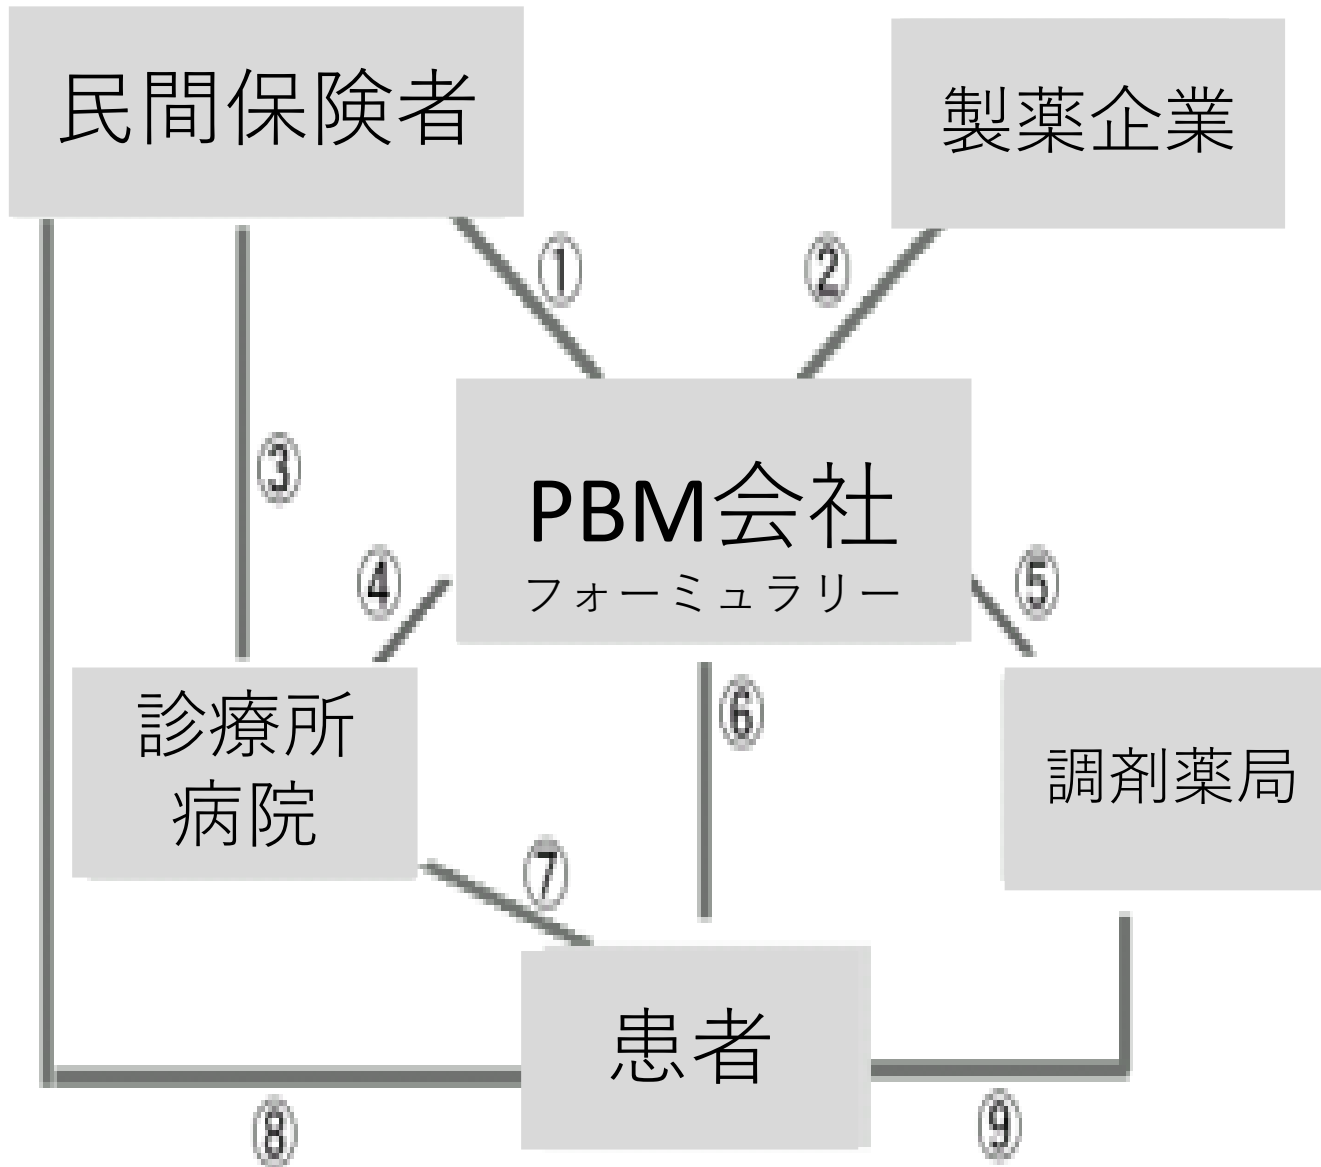 民間保険者
製薬企業
①
②
PBM会社
フォーミュラリー
③
④
⑤
診療所
病院
⑥
調剤薬局
⑦
患者
⑧
⑨